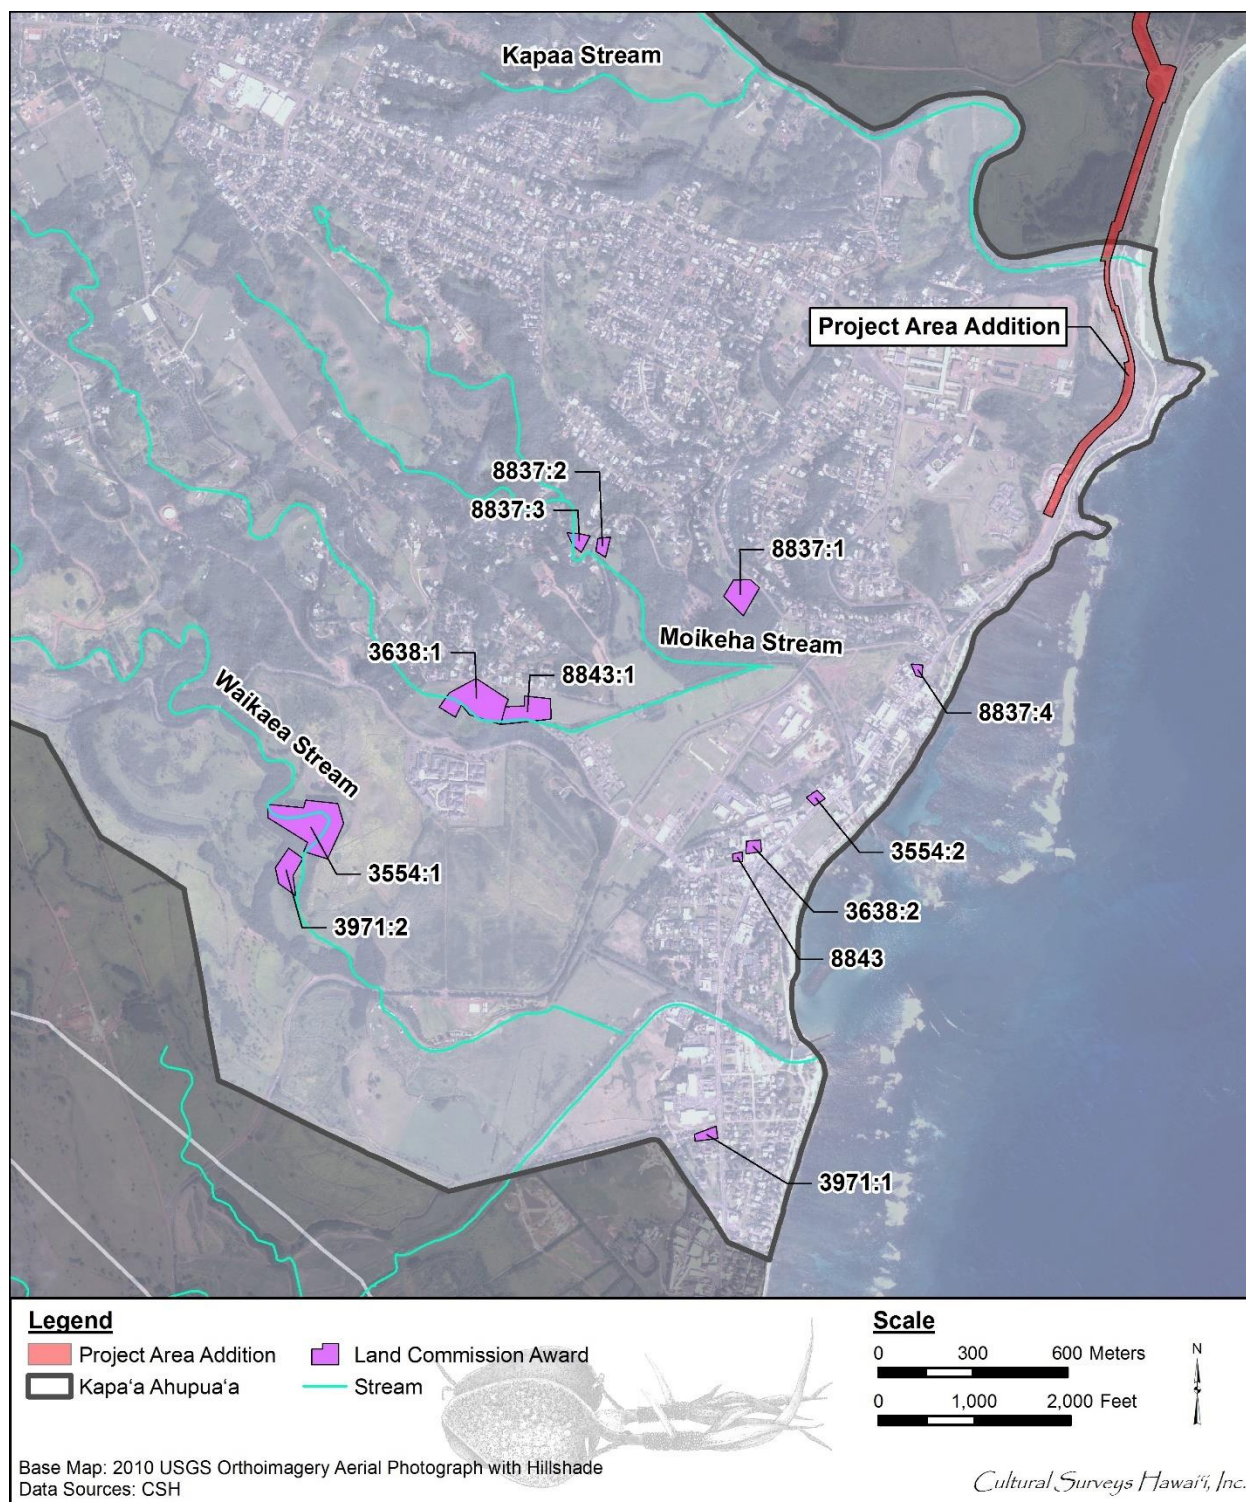 Kapaa Stream
Project Area Addition
8837:2
8837:3
8837:1
Moikeha Stream
3638:1
8843:1
Waikaea Stream
8837:4
3554:2
3554:1
3638:2
3971:2
8843
3971:1
Legend
Project Area Addition
Land Commission Award
Kapa‘a Ahupua‘a
Stream
Scale
0 300 600 Meters
0 1,000 2,000 Feet
N
Base Map: 2010 USGS Orthoimagery Aerial Photograph with Hillshade
Data Sources: CSH
Cultural Surveys Hawai‘i, Inc.